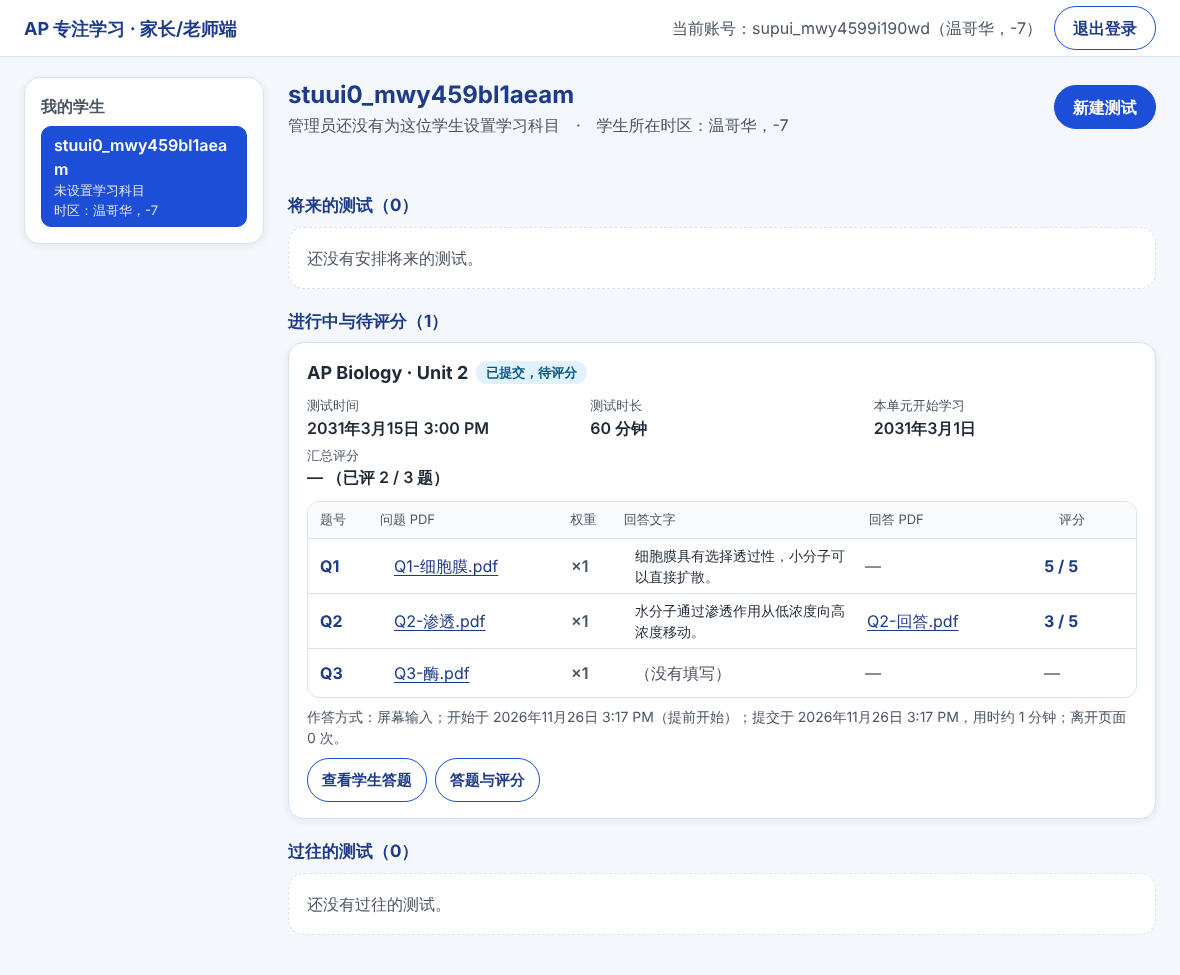 AP 专注学习 · 家长/老师端
当前账号：supui_mwy4599i190wd（温哥华，-7）
退出登录
我的学生
stuui0_mwy459bl1aea
m
未设置学习科目
时区：温哥华，-7
stuui0_mwy459bl1aeam
管理员还没有为这位学生设置学习科目 · 学生所在时区：温哥华，-7
新建测试
将来的测试（0）
还没有安排将来的测试。
进行中与待评分（1）
AP Biology · Unit 2 已提交，待评分
测试时间 测试时长 本单元开始学习
2031年3月15日 3:00 PM 60 分钟 2031年3月1日
汇总评分
— （已评 2 / 3 题）
题号 问题 PDF 权重 回答文字 回答 PDF 评分
Q1 Q1-细胞膜.pdf ×1 细胞膜具有选择透过性，小分子可 — 5 / 5
以直接扩散。
Q2 Q2-渗透.pdf ×1 水分子通过渗透作用从低浓度向高 Q2-回答.pdf 3 / 5
浓度移动。
Q3 Q3-酶.pdf ×1 （没有填写） — —
作答方式：屏幕输入；开始于 2026年11月26日 3:17 PM（提前开始）；提交于 2026年11月26日 3:17 PM，用时约 1 分钟；离开页面
0 次。
查看学生答题 答题与评分
过往的测试（0）
还没有过往的测试。